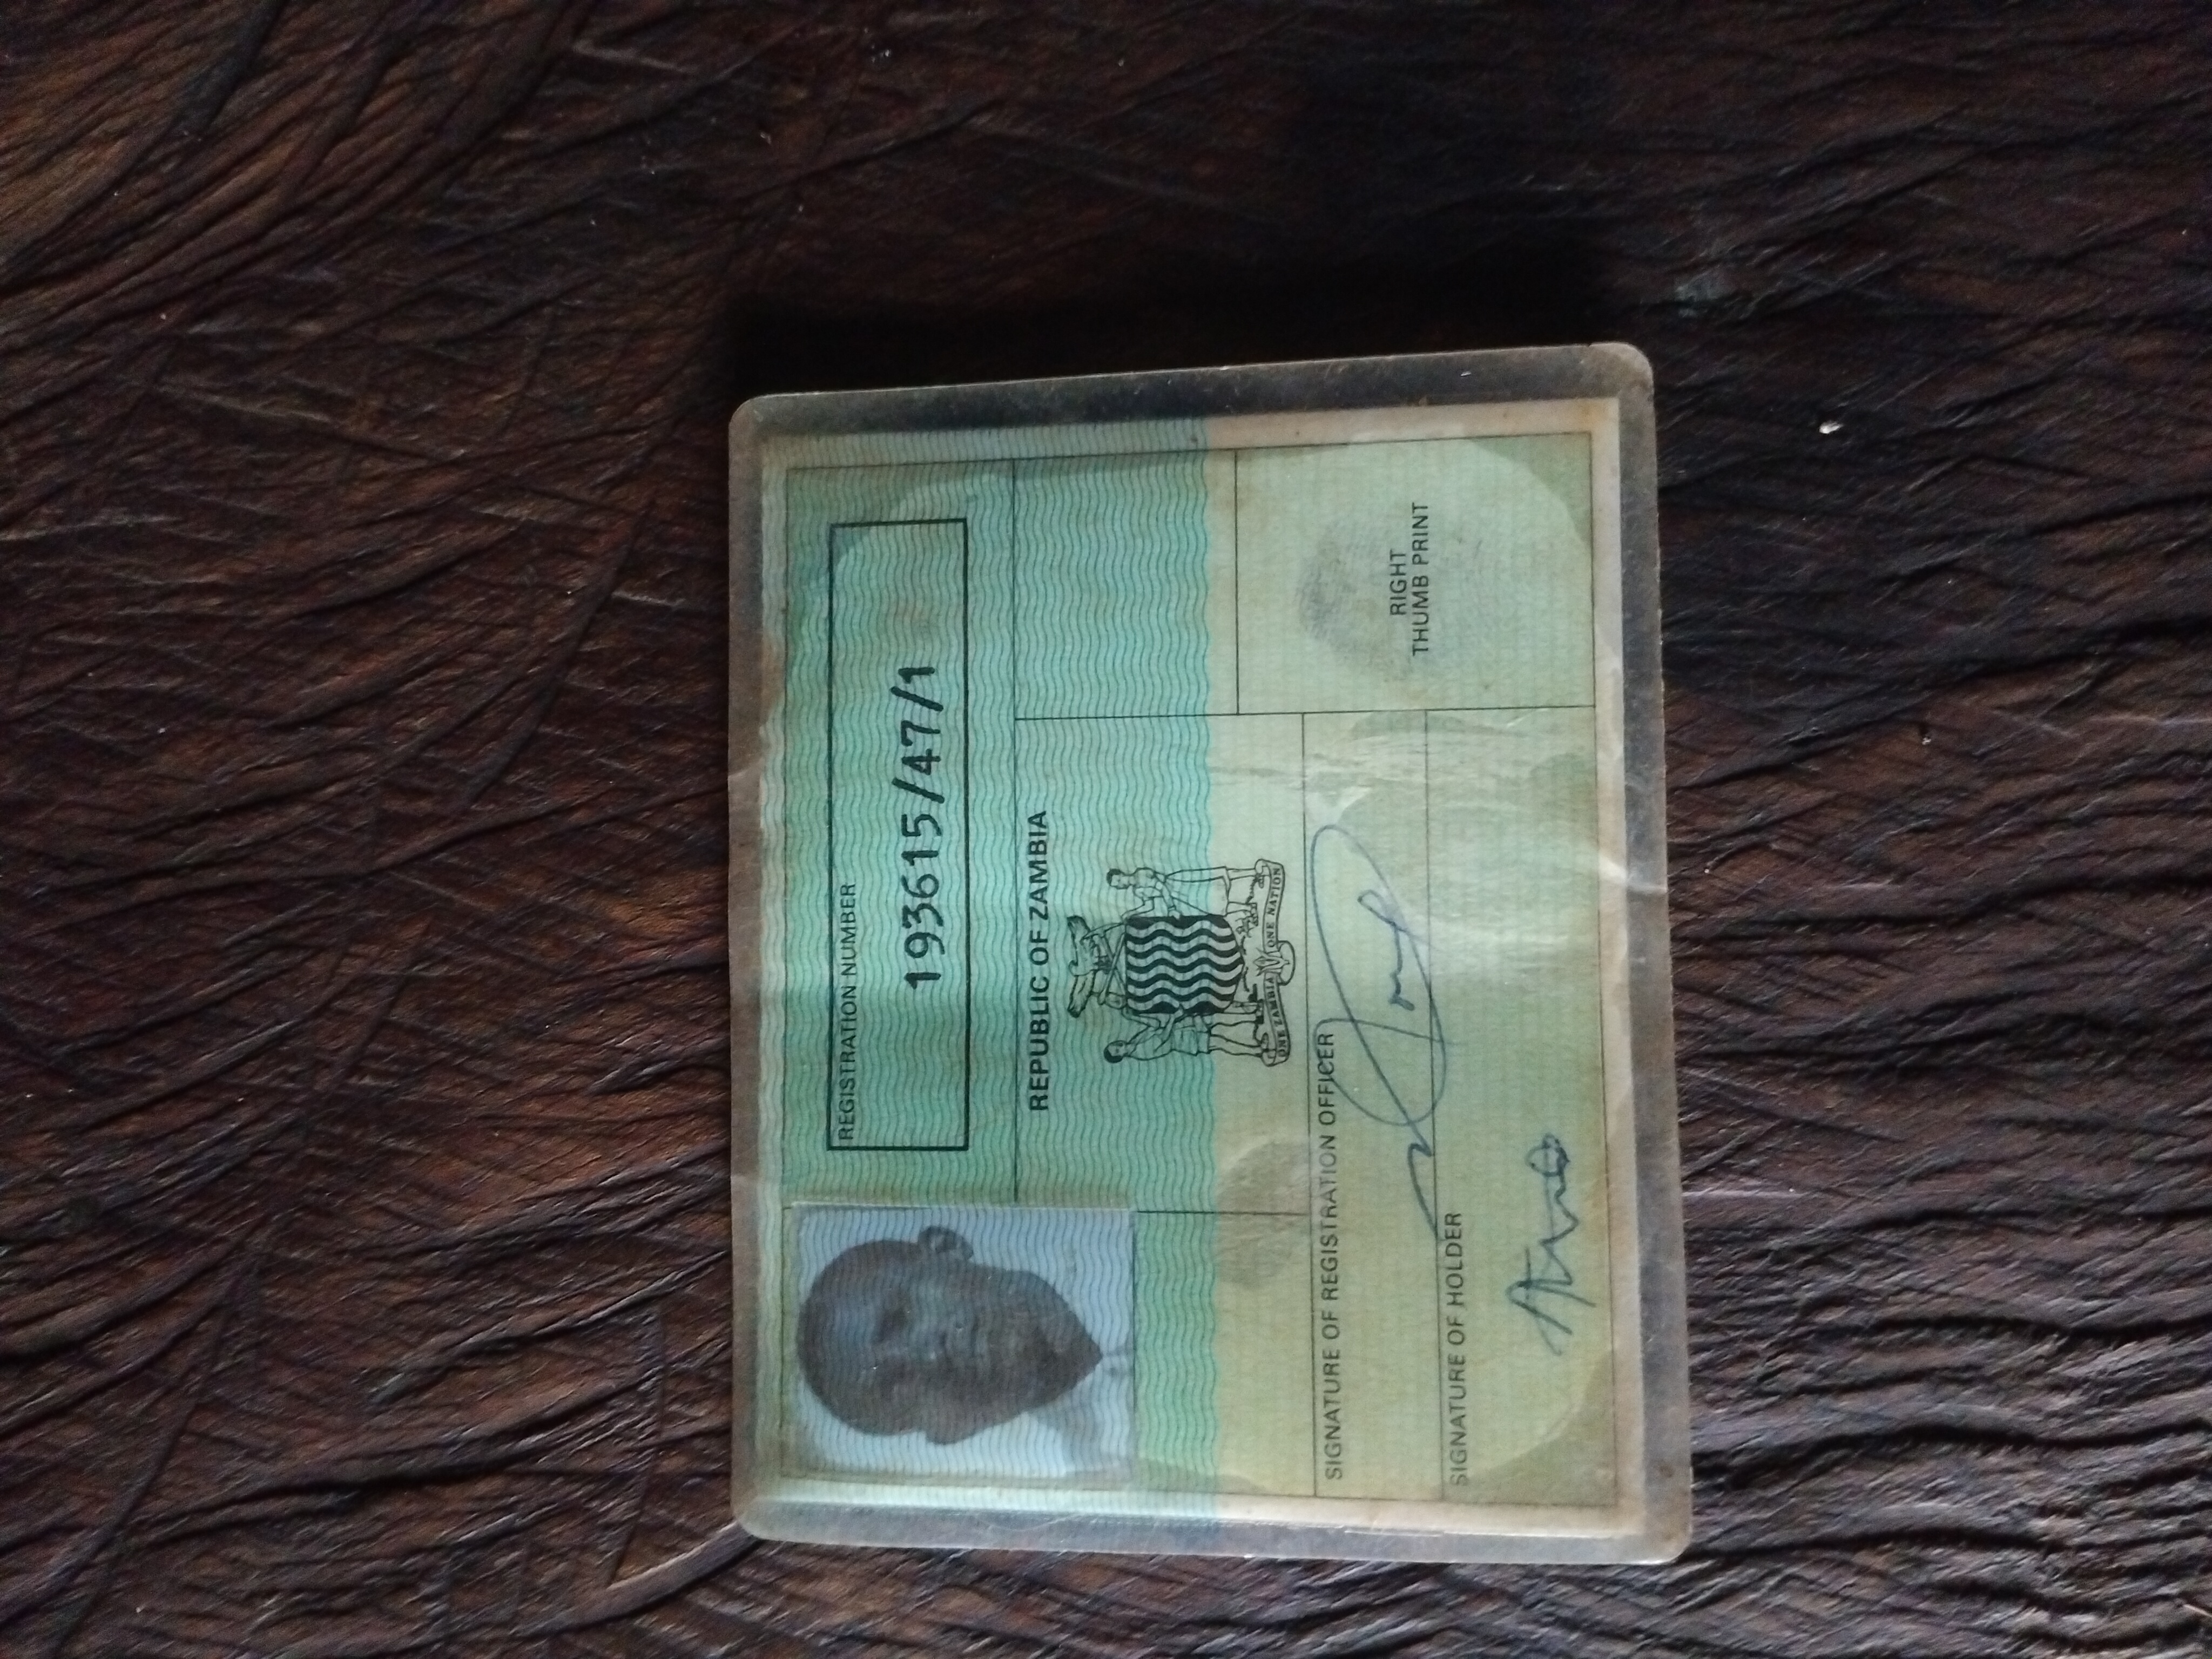 REGISTRATION NUMBER
193615/47/1
REPUBLIC OF ZAMBIA
ONE ZAMBIA ONE NATION
SIGNATURE OF REGISTRATION OFFICER
SIGNATURE OF HOLDER
RIGHT
THUMB PRINT